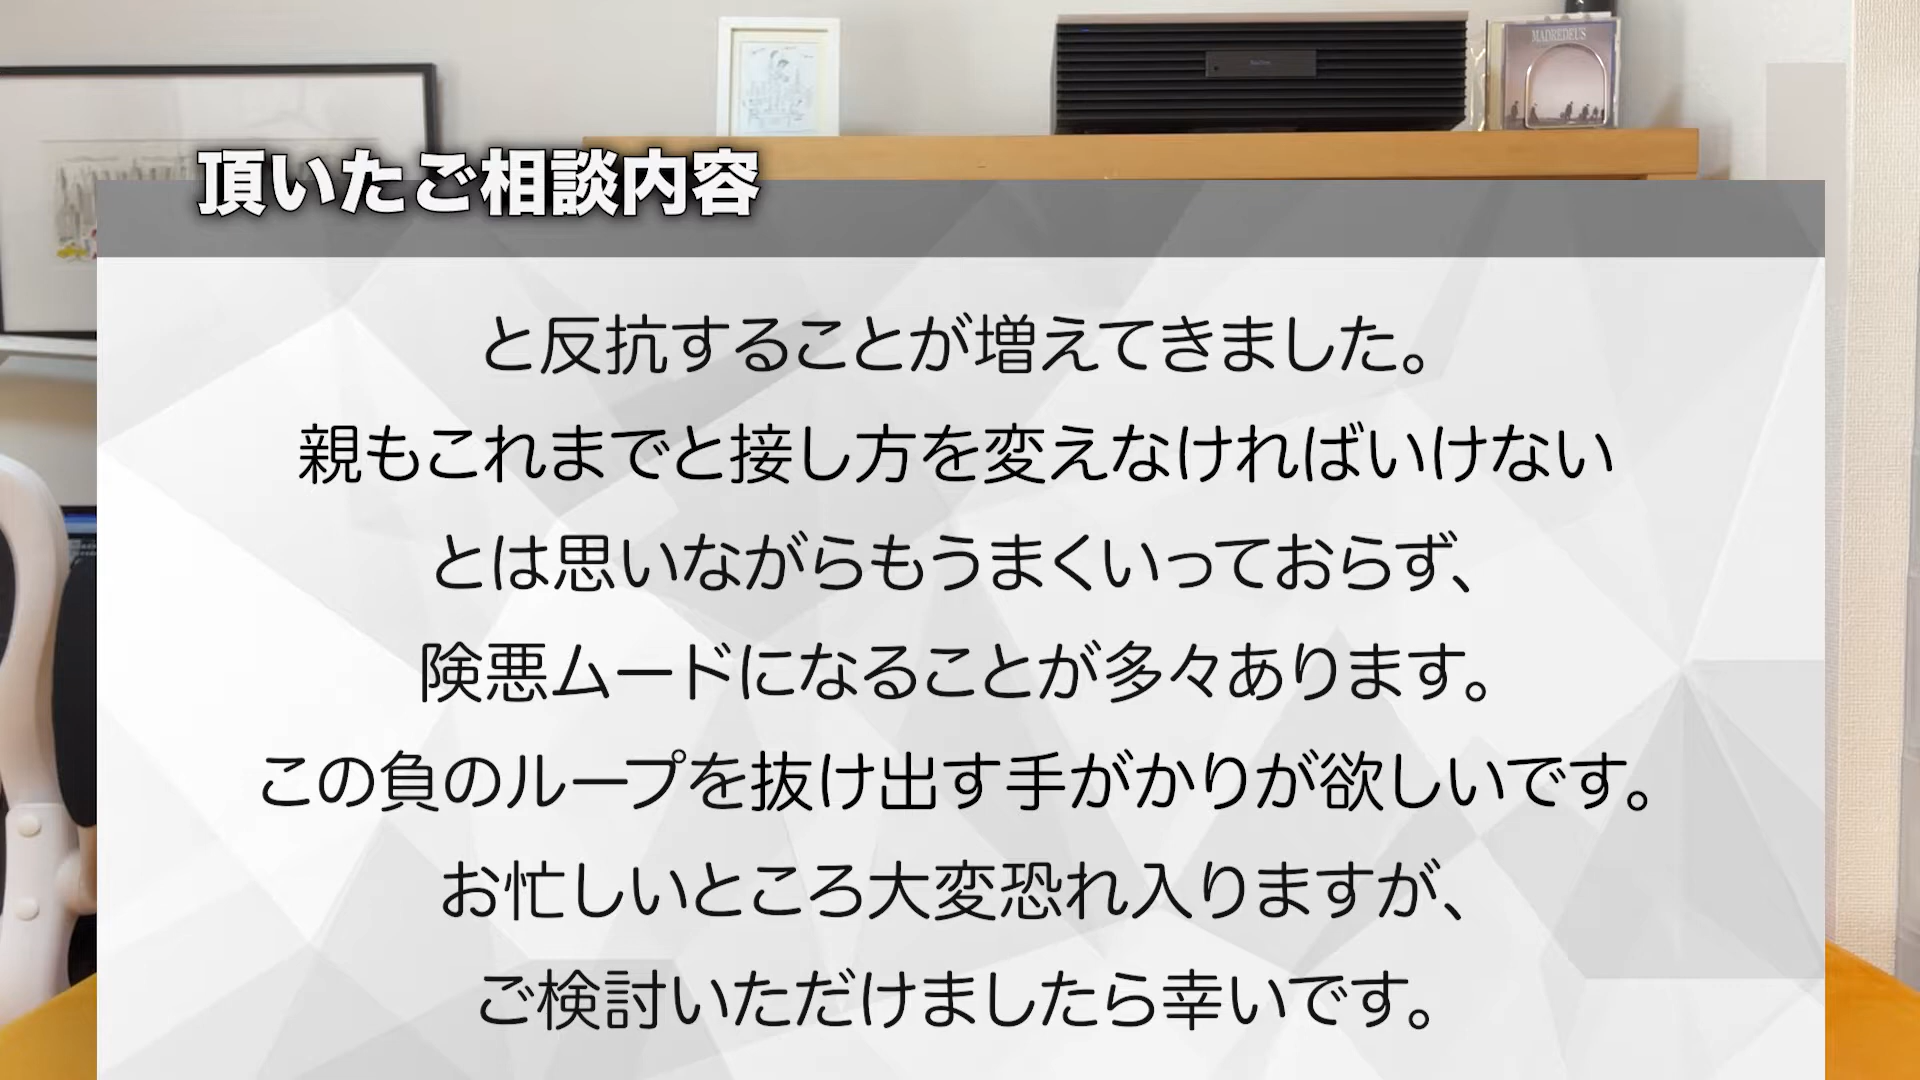 MADREDEUS
頂いたご相談内容
と反抗することが増えてきました。
親もこれまでと接し方を変えなければいけない
とは思いながらもうまくいっておらず、
険悪ムードになることが多々あります。
この負のループを抜け出す手がかりが欲しいです。
お忙しいところ大変恐れ入りますが、
ご検討いただけましたら幸いです。